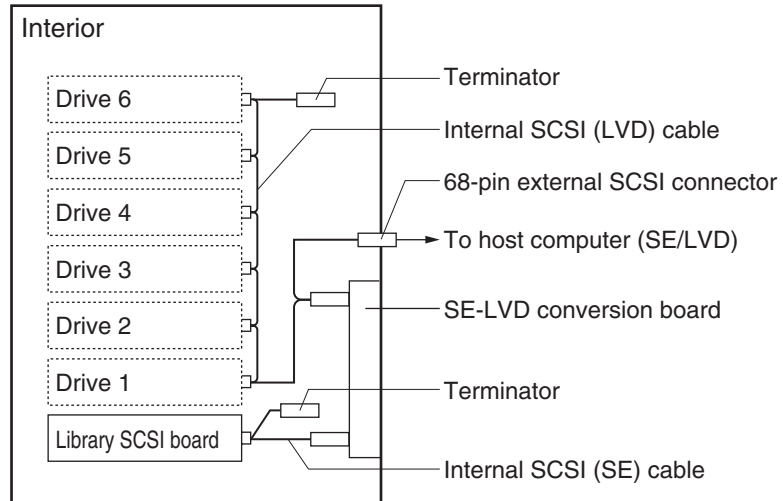 Interior
Drive 6
Drive 5
Drive 4
Drive 3
Drive 2
Drive 1
Library SCSI board
Terminator
Internal SCSI (LVD) cable
68-pin external SCSI connector
To host computer (SE/LVD)
SE-LVD conversion board
Terminator
Internal SCSI (SE) cable